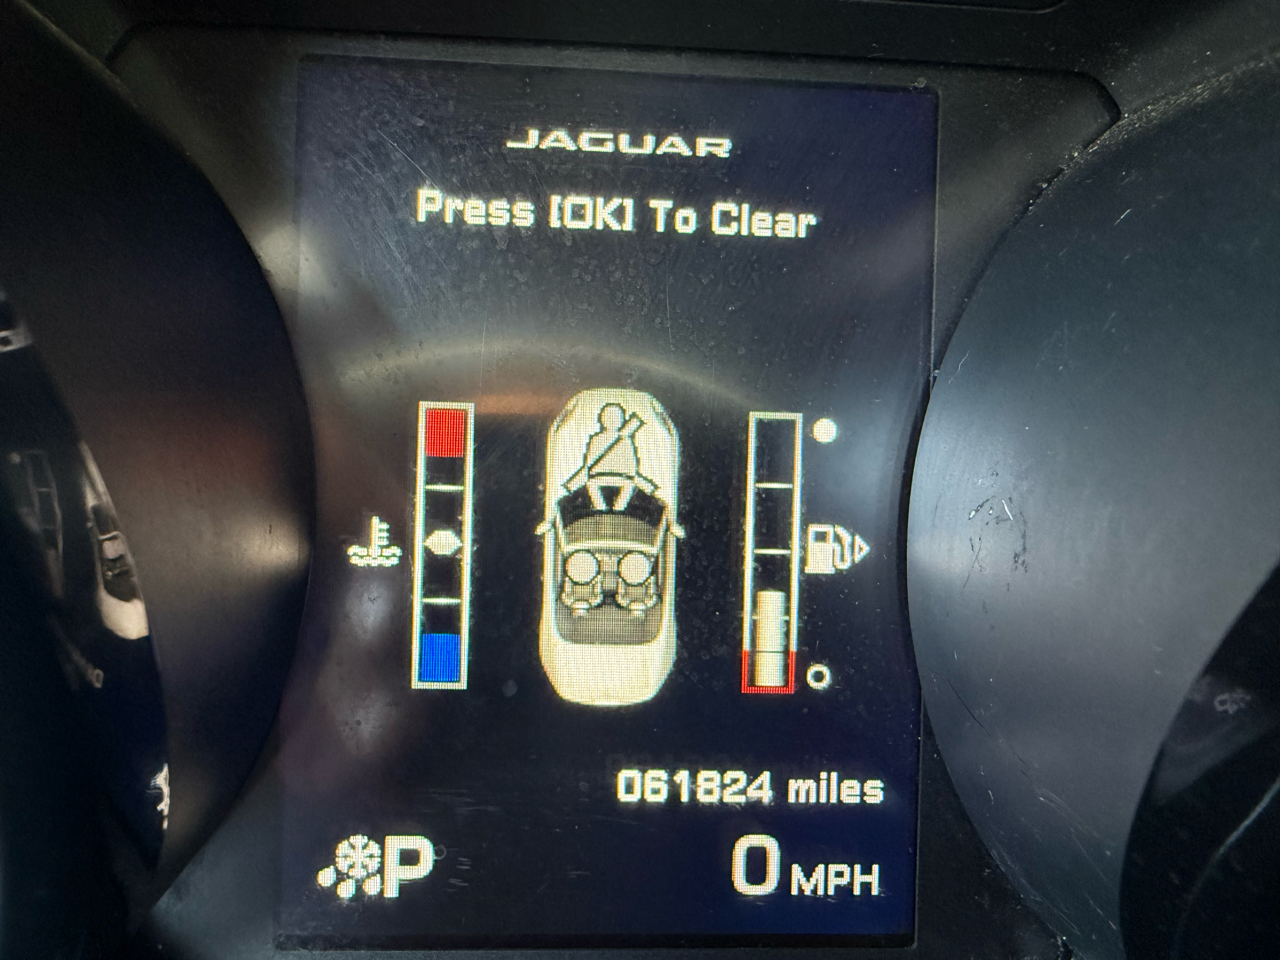 JAGUAR
Press [OK] To Clear
061824 miles
P
0 MPH